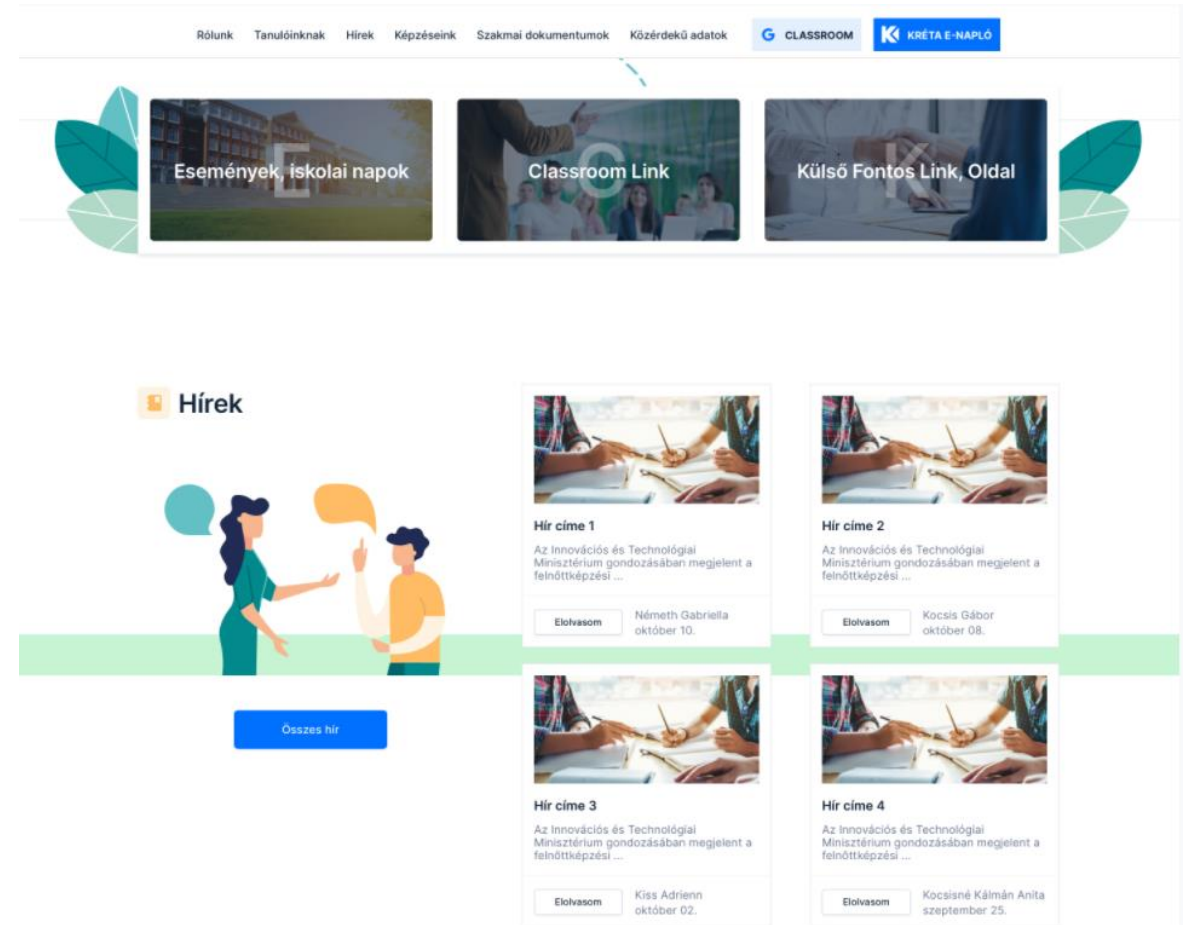 Rólunk Tanulóinknak Hírek Képzéseink Szakmai dokumentumok Közérdekű adatok G CLASSROOM K KRÉTA E-NAPLÓ
E C K
Események, iskolai napok Classroom Link Külső Fontos Link, Oldal
Hírek
Összes hír
Hír címe 1
Az Innovációs és Technológiai
Minisztérium gondozásában megjelent a
felnőttképzési ...
Elolvasom
Németh Gabriella
október 10.
Hír címe 2
Az Innovációs és Technológiai
Minisztérium gondozásában megjelent a
felnőttképzési ...
Elolvasom
Kocsis Gábor
október 08.
Hír címe 3
Az Innovációs és Technológiai
Minisztérium gondozásában megjelent a
felnőttképzési ...
Elolvasom
Kiss Adrienn
október 02.
Hír címe 4
Az Innovációs és Technológiai
Minisztérium gondozásában megjelent a
felnőttképzési ...
Elolvasom
Kocsisné Kálmán Anita
szeptember 25.